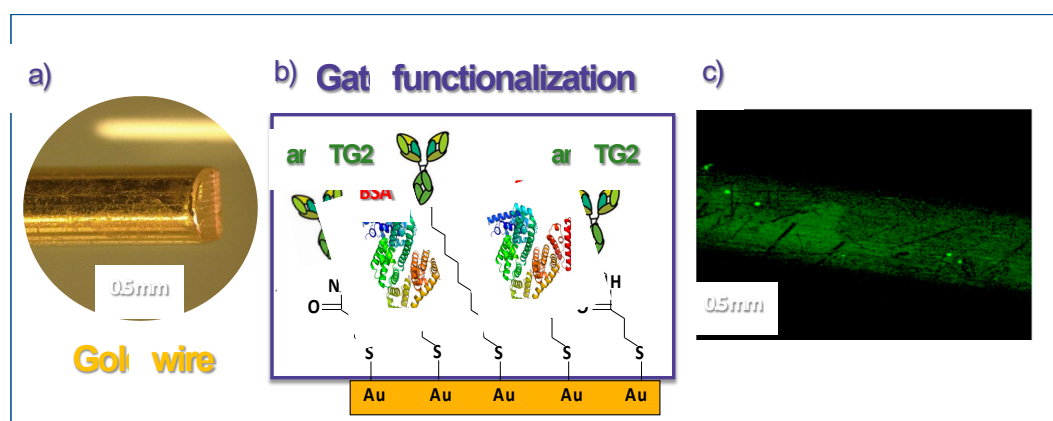 a)
b)
c)
functionalization
TG2
TG2
BSA
N
O
H
S S S S S
Au Au Au Au Au
0.5mm
wire
0.5mm